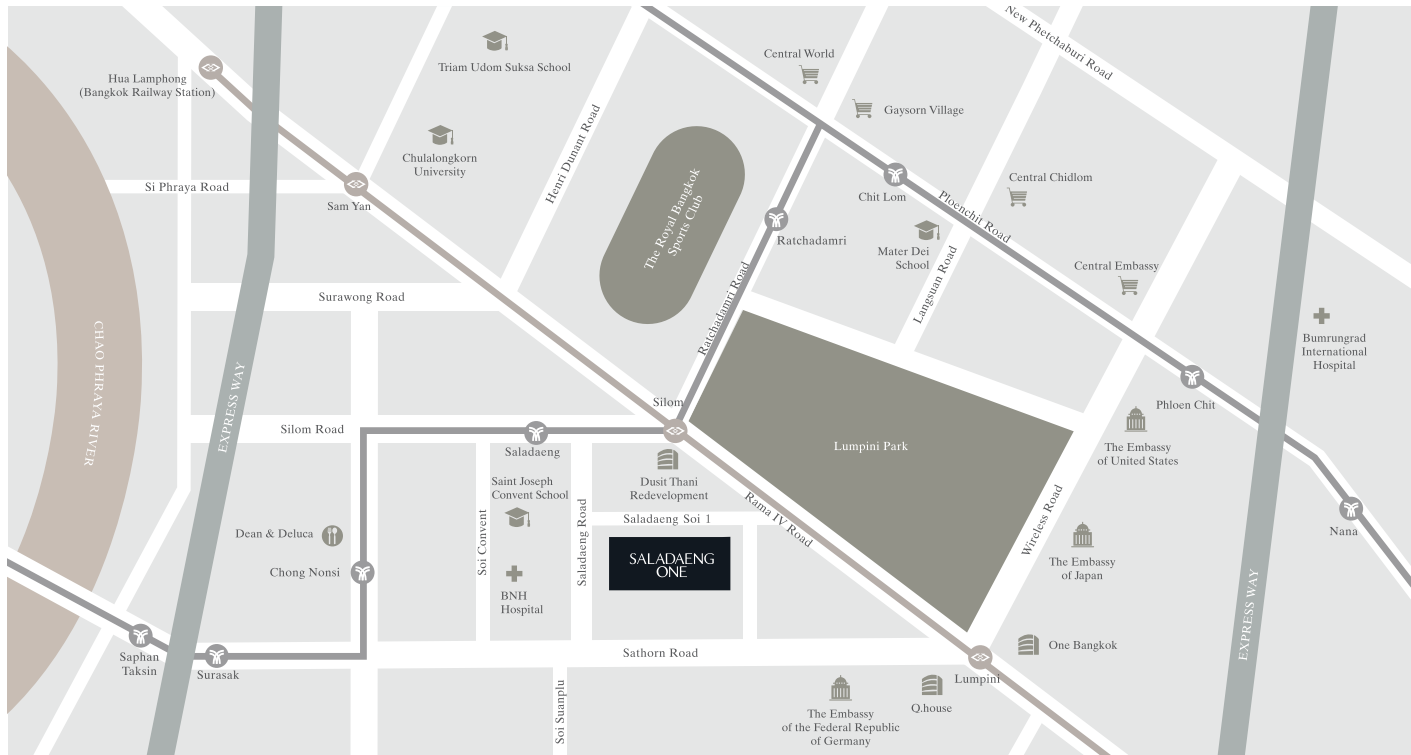 New Phetchaburi Road
Central World
Triam Udom Suksa School
Hua Lamphong
(Bangkok Railway Station)
Gaysorn Village
Henri Dunant Road
Chulalongkorn
University
Si Phraya Road
Sam Yan
Central Chidlom
Chit Lom
Ploenchit Road
The Royal Bangkok
Sports Club
Ratchadamri
Mater Dei
School
Langsuan Road
Central Embassy
Surawong Road
Ratchadamri Road
Bumrungrad
International
Hospital
CHAO PHRAYA RIVER
EXPRESS WAY
Silom
Phloen Chit
Silom Road
Saladaeng
Lumpini Park
The Embassy
of United States
Saint Joseph
Convent School
Dusit Thani
Redevelopment
Rama IV Road
Saladaeng Soi 1
Wireless Road
Nana
Dean & Deluca
Soi Convent
Saladaeng Road
SALADAENG
ONE
Chong Nonsi
The Embassy
of Japan
BNH
Hospital
EXPRESS WAY
Saphan
Taksin
Surasak
Sathorn Road
One Bangkok
Lumpini
Soi Suanplu
Q.house
The Embassy
of the Federal Republic
of Germany